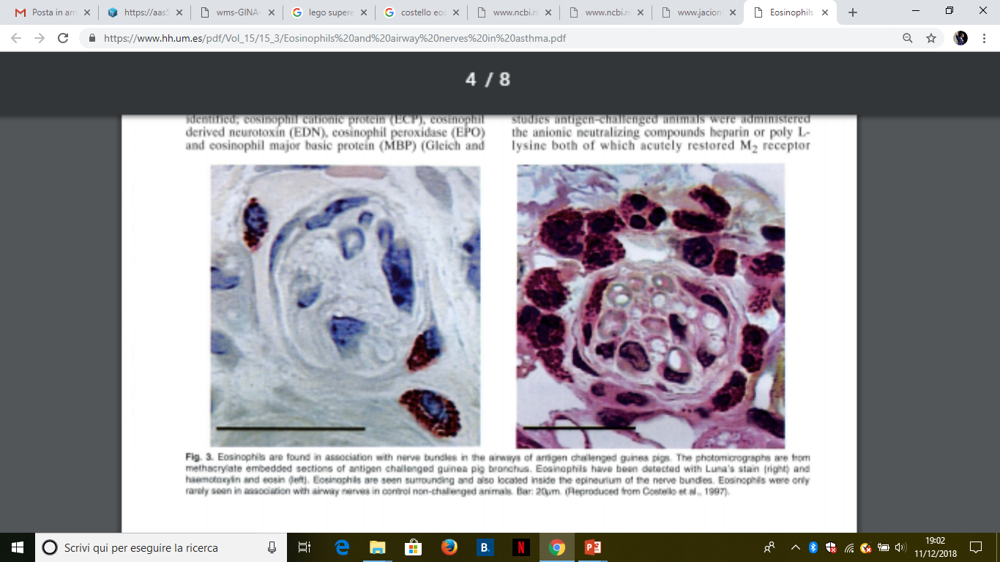 Posta in arri
https://aas
wms-GINA-
lego supere
costello eos
www.ncbi.n
www.ncbi.n
www.jacion
Eosinophils
https://www.hh.um.es/pdf/Vol_15/15_3/Eosinophils%20and%20airway%20nerves%20in%20asthma.pdf
4 / 8
identified; eosinophil cationic protein (ECP), eosinophil
derived neurotoxin (EDN), eosinophil peroxidase (EPO)
and eosinophil major basic protein (MBP) (Gleich and
studies antigen-challenged animals were administered
the anionic neutralizing compounds heparin or poly L-
lysine both of which acutely restored M2 receptor
Fig. 3. Eosinophils are found in association with nerve bundles in the airways of antigen challenged guinea pigs. The photomicrographs are from
methacrylate embedded sections of antigen challenged guinea pig bronchus. Eosinophils have been detected with Luna's stain (right) and
haemotoxylin and eosin (left). Eosinophils are seen surrounding and also located inside the epineurium of the nerve bundles. Eosinophils were only
rarely seen in association with airway nerves in control non-challenged animals. Bar: 20µm. (Reproduced from Costello et al., 1997).
Scrivi qui per eseguire la ricerca
B.
N
19:02
11/12/2018